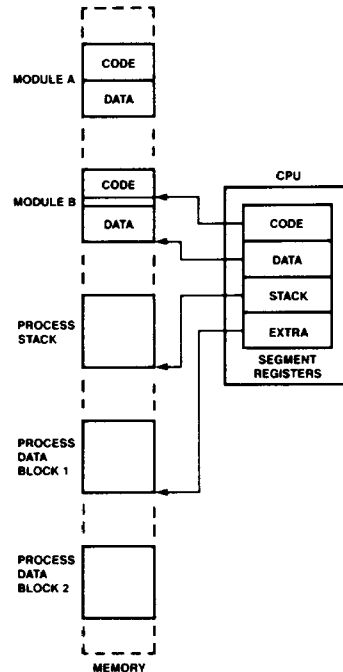 MODULE A
CODE
DATA
MODULE B
CODE
DATA
CPU
CODE
DATA
STACK
EXTRA
SEGMENT
REGISTERS
PROCESS
STACK
PROCESS
DATA
BLOCK 1
PROCESS
DATA
BLOCK 2
MEMORY